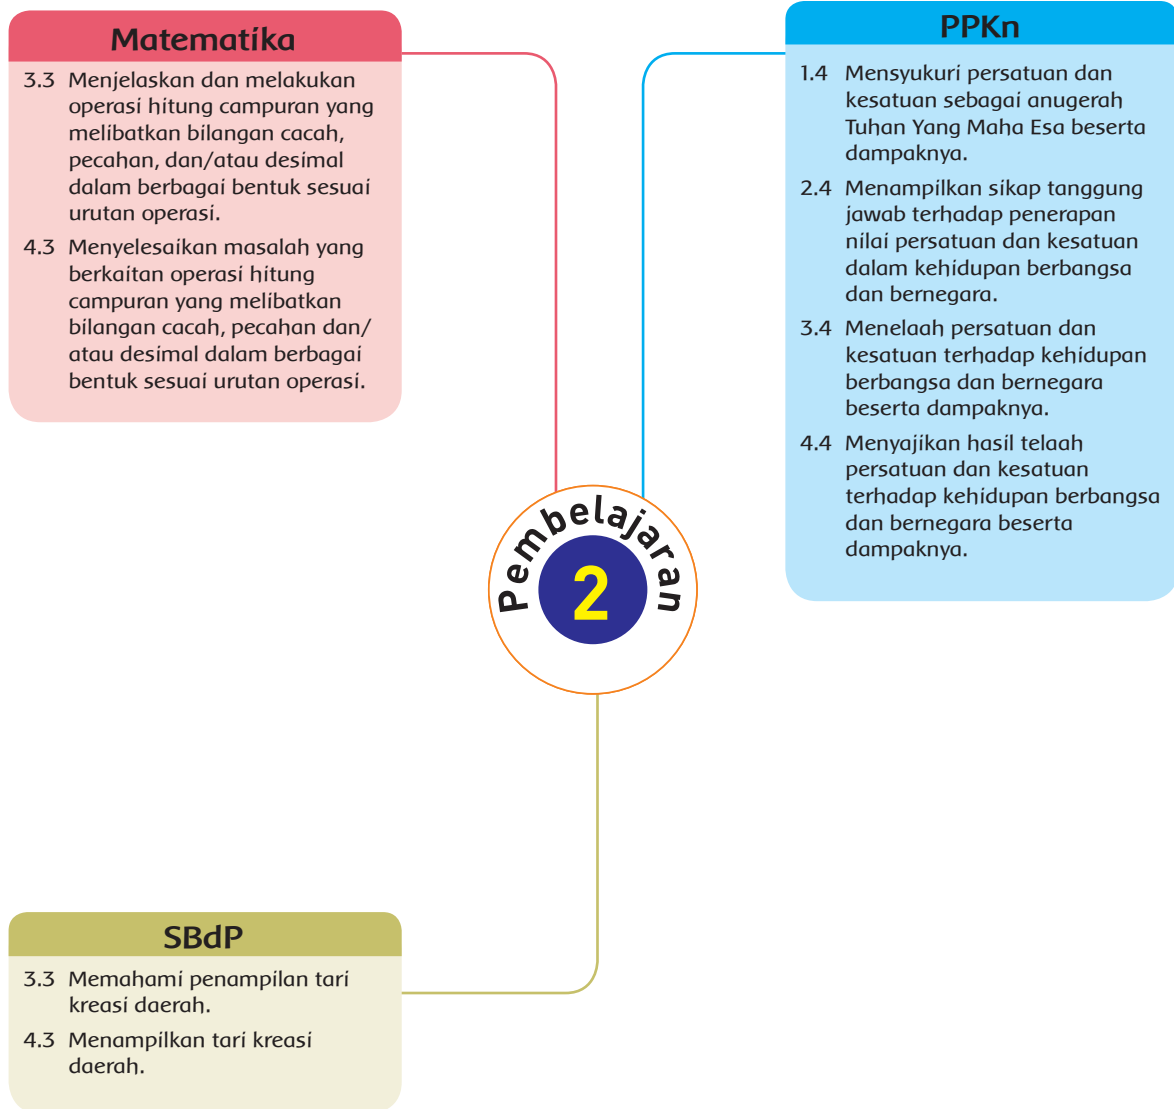 Matematika
3.3 Menjelaskan dan melakukan
operasi hitung campuran yang
melibatkan bilangan cacah,
pecahan, dan/atau desimal
dalam berbagai bentuk sesuai
urutan operasi.
4.3 Menyelesaikan masalah yang
berkaitan operasi hitung
campuran yang melibatkan
bilangan cacah, pecahan dan/
atau desimal dalam berbagai
bentuk sesuai urutan operasi.
PPKn
1.4 Mensyukuri persatuan dan
kesatuan sebagai anugerah
Tuhan Yang Maha Esa beserta
dampaknya.
2.4 Menampilkan sikap tanggung
jawab terhadap penerapan
nilai persatuan dan kesatuan
dalam kehidupan berbangsa
dan bernegara.
3.4 Menelaah persatuan dan
kesatuan terhadap kehidupan
berbangsa dan bernegara
beserta dampaknya.
4.4 Menyajikan hasil telaah
persatuan dan kesatuan
terhadap kehidupan berbangsa
dan bernegara beserta
dampaknya.
Pembelajaran
2
SBdP
3.3 Memahami penampilan tari
kreasi daerah.
4.3 Menampilkan tari kreasi
daerah.